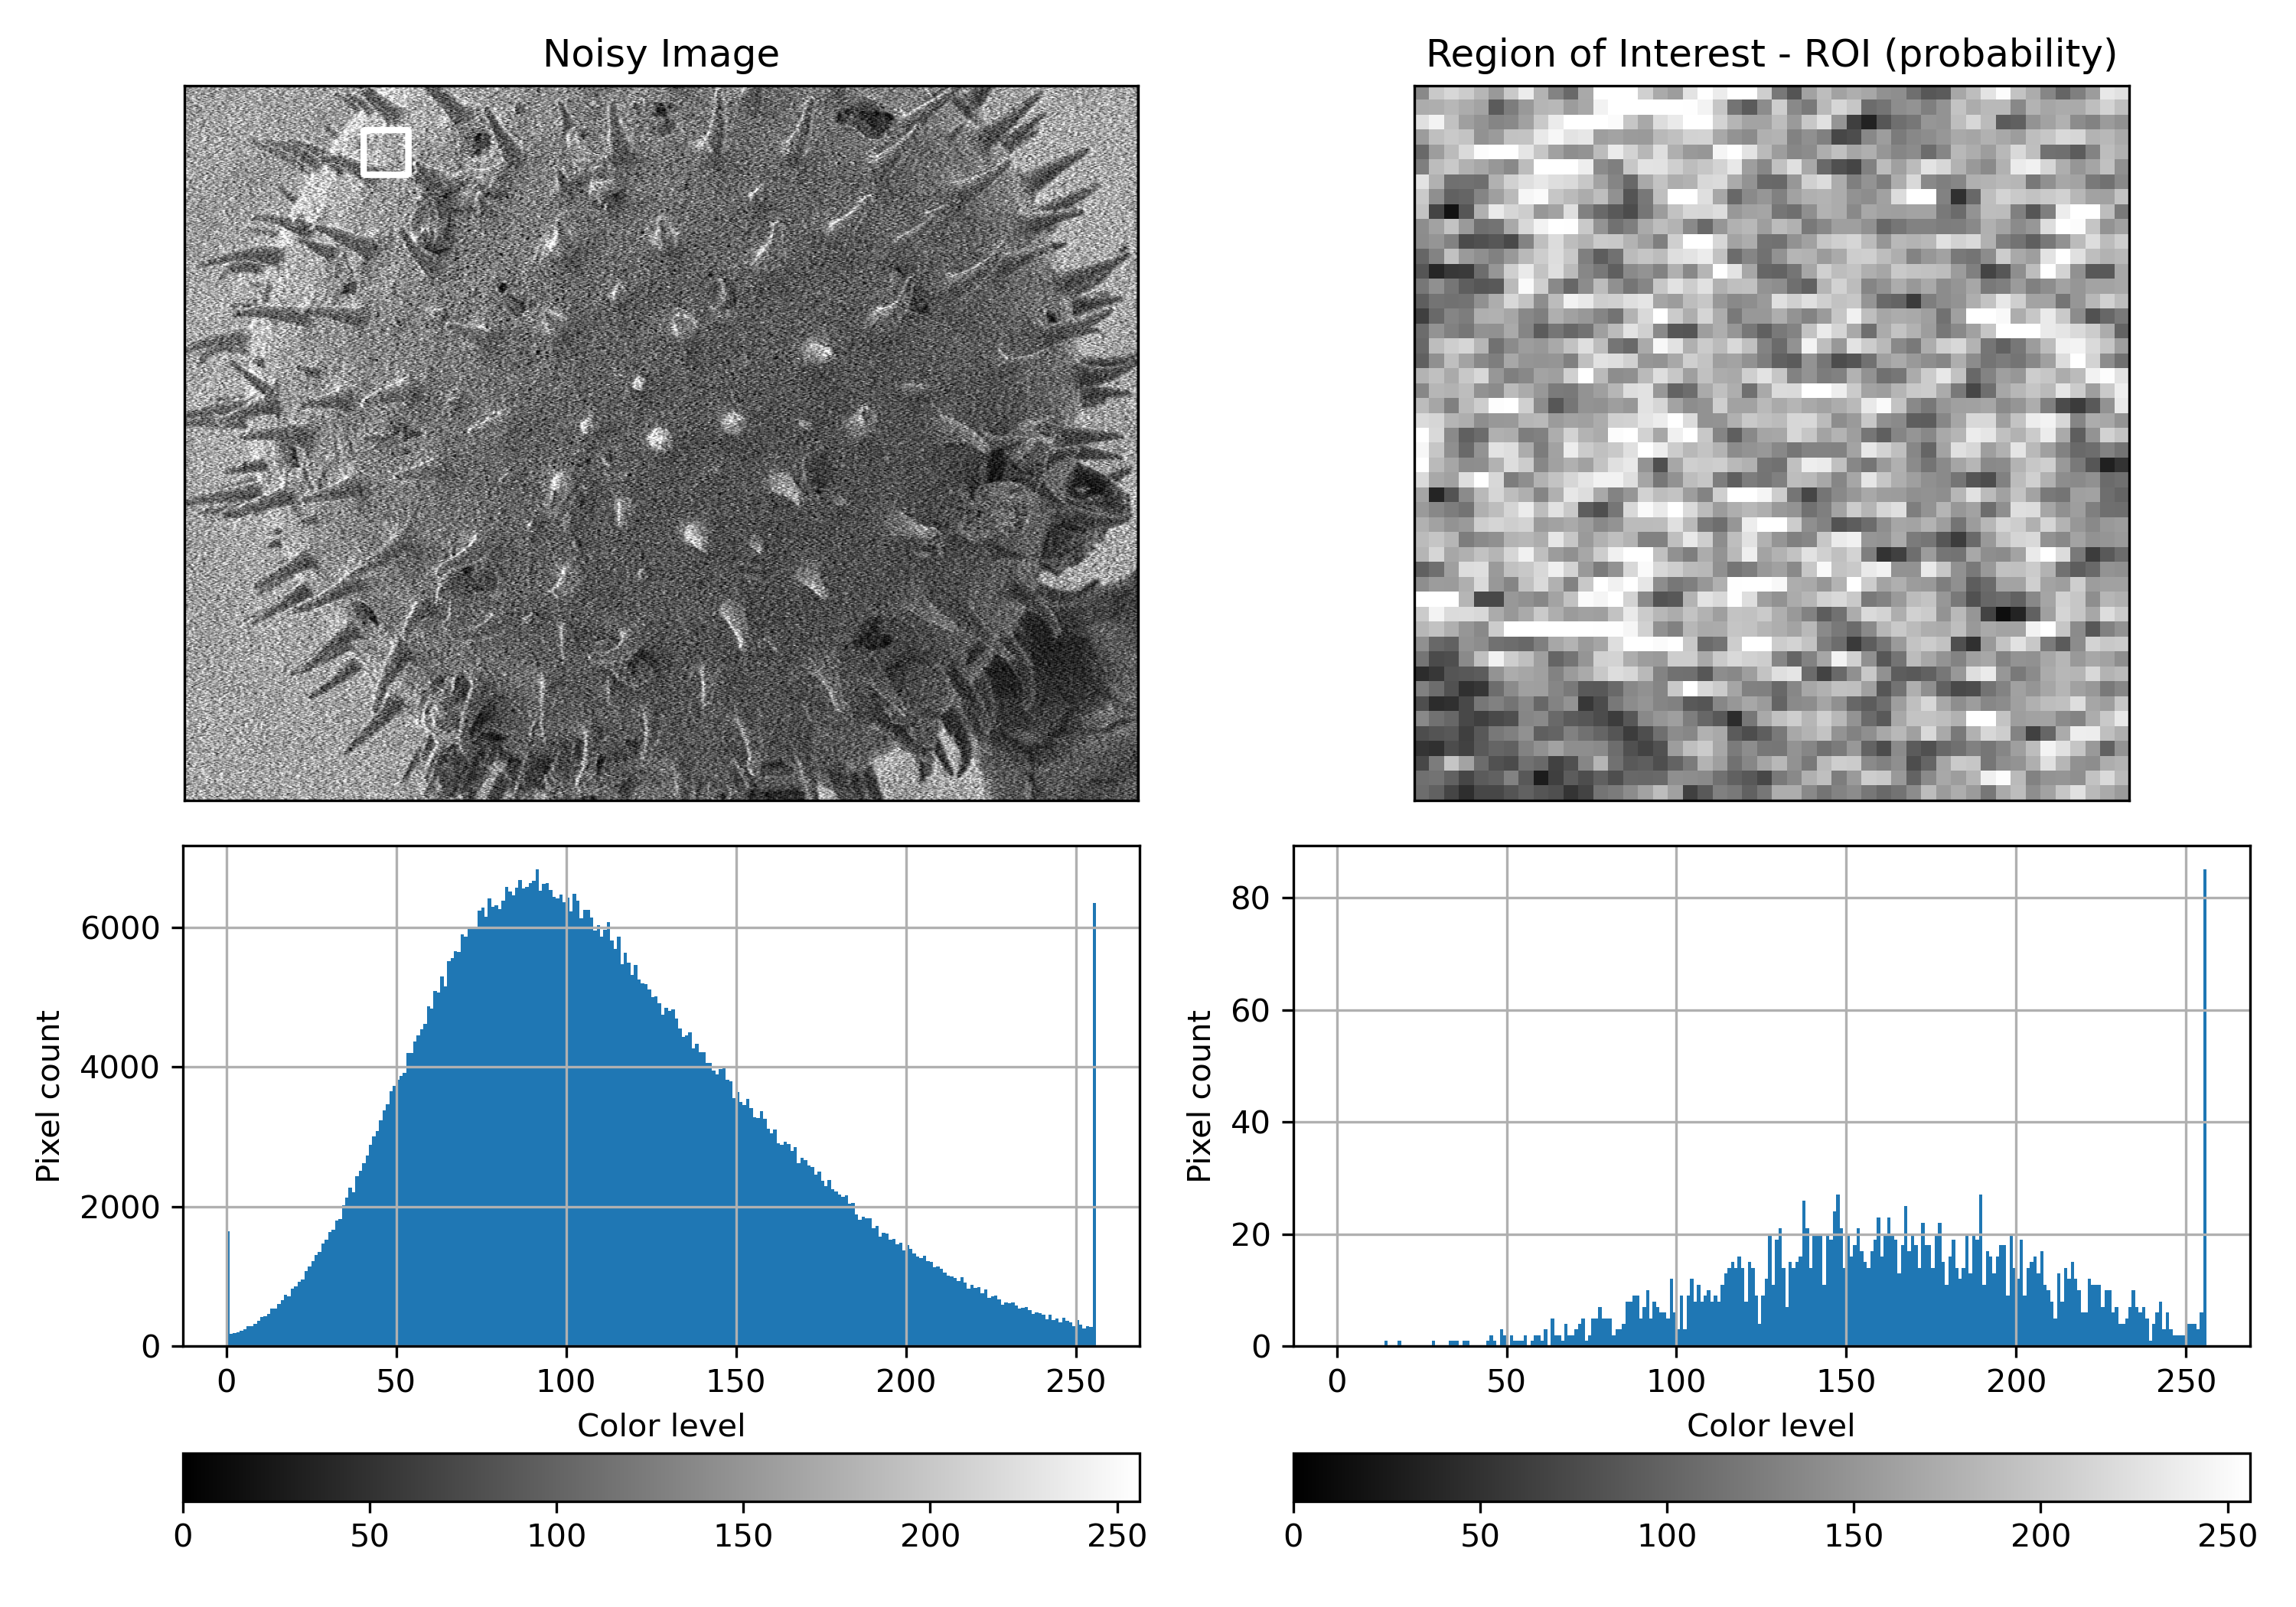 Noisy Image
Region of Interest - ROI (probability)
6000
4000
2000
0
Pixel count
0 50 100 150 200 250
Color level
0 50 100 150 200 250
80
60
40
20
0
Pixel count
0 50 100 150 200 250
Color level
0 50 100 150 200 250